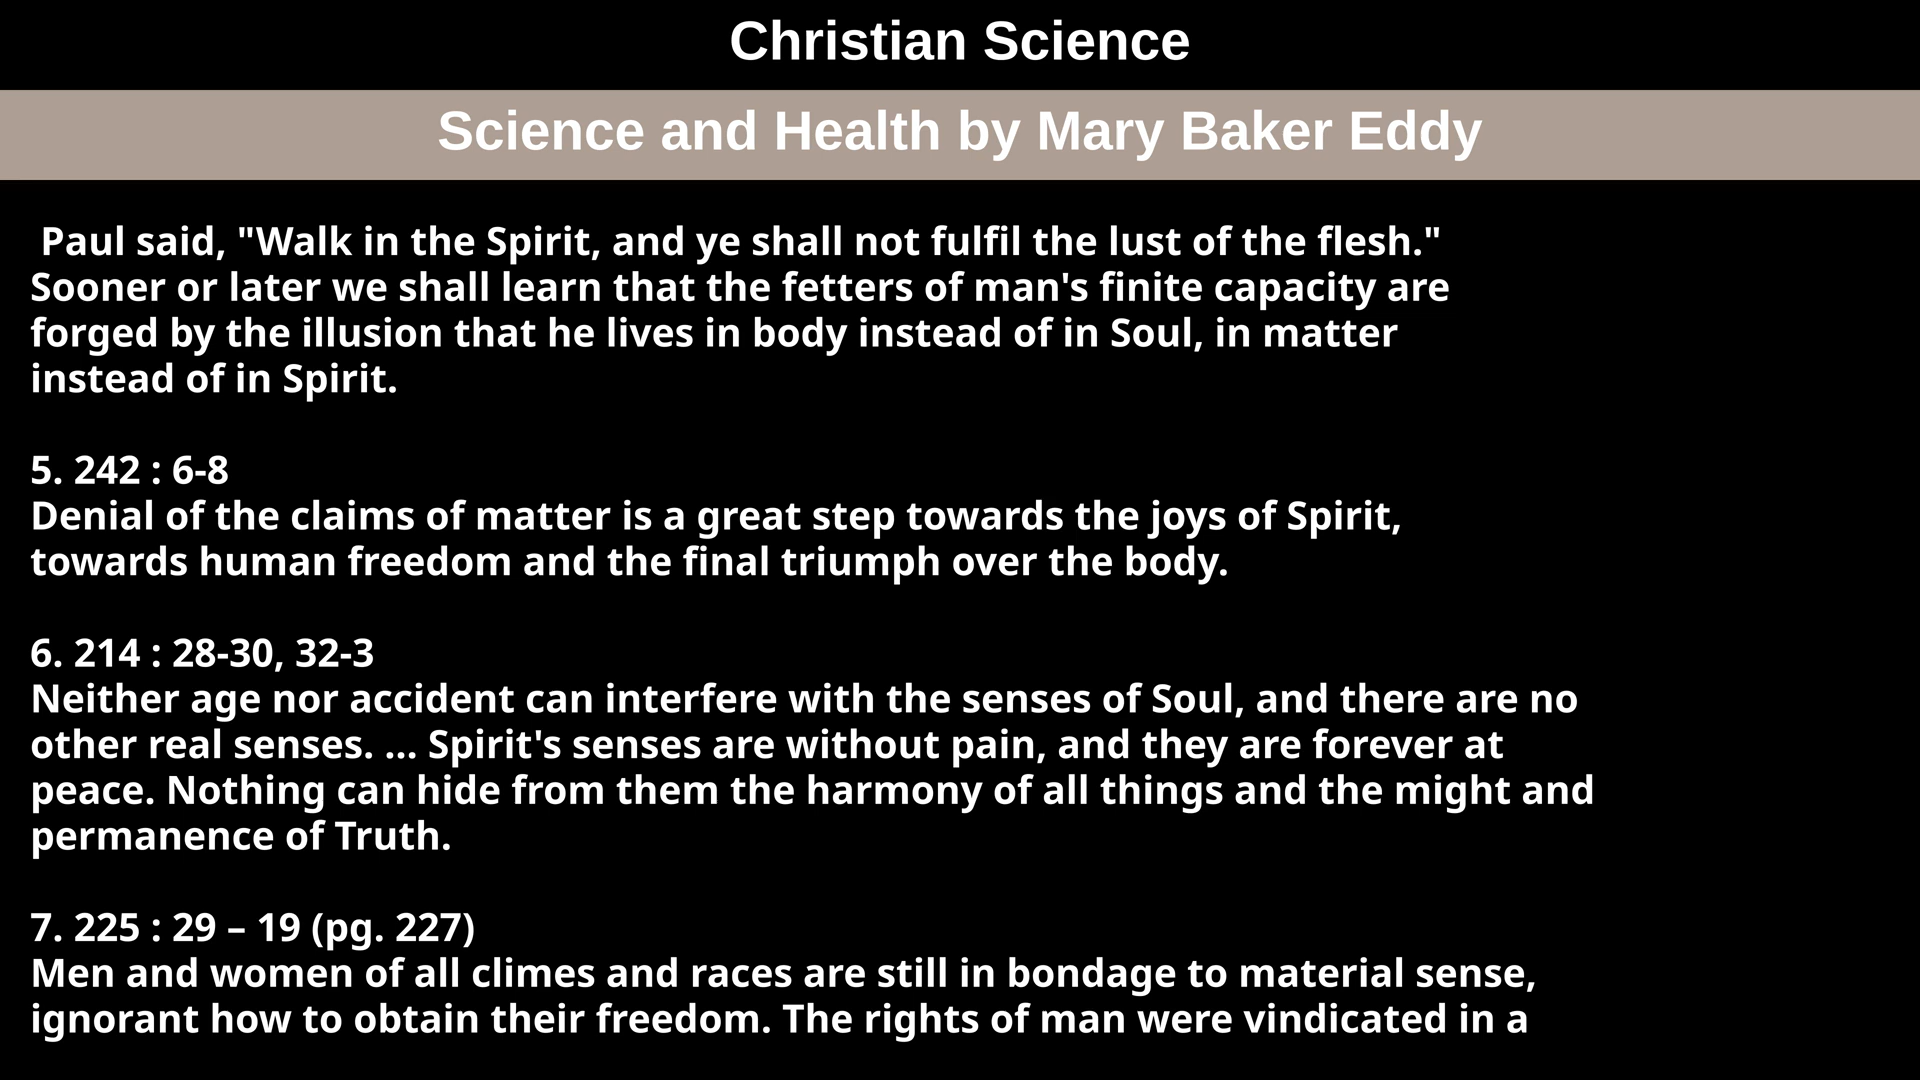 Christian Science
Science and Health by Mary Baker Eddy
Paul said, "Walk in the Spirit, and ye shall not fulfil the lust of the flesh."
Sooner or later we shall learn that the fetters of man's finite capacity are
forged by the illusion that he lives in body instead of in Soul, in matter
instead of in Spirit.
5. 242 : 6-8
Denial of the claims of matter is a great step towards the joys of Spirit,
towards human freedom and the final triumph over the body.
6. 214 : 28-30, 32-3
Neither age nor accident can interfere with the senses of Soul, and there are no
other real senses. ... Spirit's senses are without pain, and they are forever at
peace. Nothing can hide from them the harmony of all things and the might and
permanence of Truth.
7. 225 : 29 – 19 (pg. 227)
Men and women of all climes and races are still in bondage to material sense,
ignorant how to obtain their freedom. The rights of man were vindicated in a